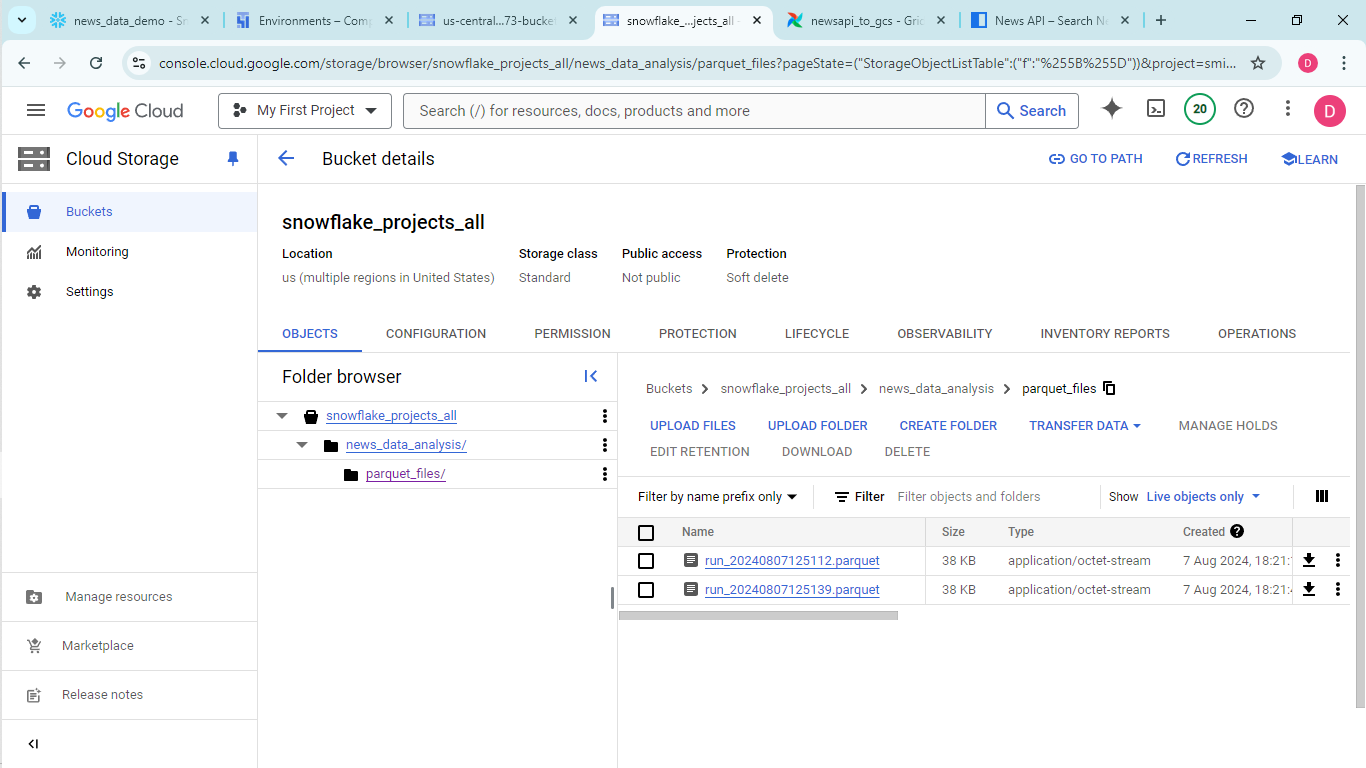 news_data_demo - Sn
Environments – Comp
us-central...73-bucket
snowflake_...jects_all -
newsapi_to_gcs - Grid
News API – Search Ne
console.cloud.google.com/storage/browser/snowflake_projects_all/news_data_analysis/parquet_files?pageState=("StorageObjectListTable":("f":"%255B%255D"))&project=smi...
D
Google Cloud
My First Project
Search (/) for resources, docs, products and more
Search
20
D
Cloud Storage
Bucket details
GO TO PATH
REFRESH
LEARN
Buckets
Monitoring
Settings
snowflake_projects_all
Location
Storage class
Public access
Protection
us (multiple regions in United States)
Standard
Not public
Soft delete
OBJECTS
CONFIGURATION
PERMISSION
PROTECTION
LIFECYCLE
OBSERVABILITY
INVENTORY REPORTS
OPERATIONS
Folder browser
snowflake_projects_all
news_data_analysis/
parquet_files/
Buckets
snowflake_projects_all
news_data_analysis
parquet_files
UPLOAD FILES
UPLOAD FOLDER
CREATE FOLDER
TRANSFER DATA
MANAGE HOLDS
EDIT RETENTION
DOWNLOAD
DELETE
Filter by name prefix only
Filter
Filter objects and folders
Show
Live objects only
Name
Size
Type
Created
run_20240807125112.parquet
38 KB
application/octet-stream
7 Aug 2024, 18:21:
run_20240807125139.parquet
38 KB
application/octet-stream
7 Aug 2024, 18:21:4
Manage resources
Marketplace
Release notes